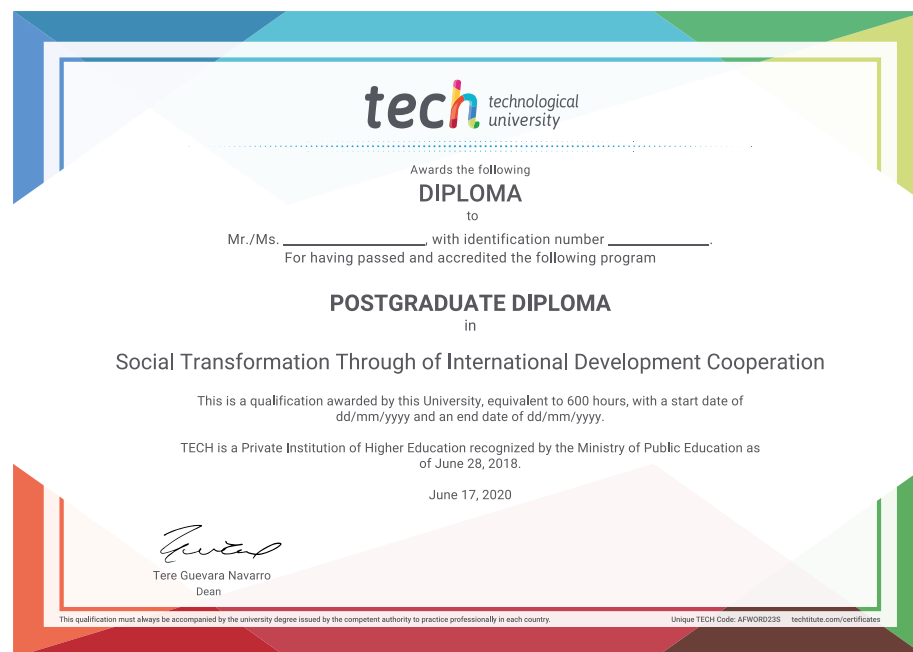 tech technological
university
Awards the following
DIPLOMA
to
Mr./Ms. ____________________, with identification number ______________.
For having passed and accredited the following program
POSTGRADUATE DIPLOMA
in
Social Transformation Through of International Development Cooperation
This is a qualification awarded by this University, equivalent to 600 hours, with a start date of
dd/mm/yyyy and an end date of dd/mm/yyyy.
TECH is a Private Institution of Higher Education recognized by the Ministry of Public Education as
of June 28, 2018.
June 17, 2020
Tere Guevara Navarro
Dean
This qualification must always be accompanied by the university degree issued by the competent authority to practice professionally in each country.
Unique TECH Code: AFWORD23S techtitute.com/certificates